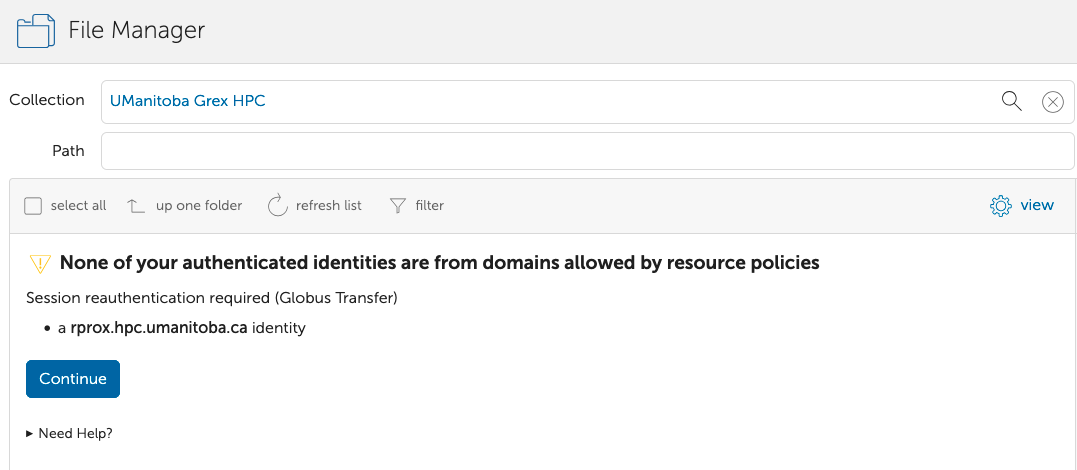 File Manager
Collection UManitoba Grex HPC
Path
select all up one folder refresh list filter view
None of your authenticated identities are from domains allowed by resource policies
Session reauthentication required (Globus Transfer)
• a rprox.hpc.umanitoba.ca identity
Continue
▸ Need Help?